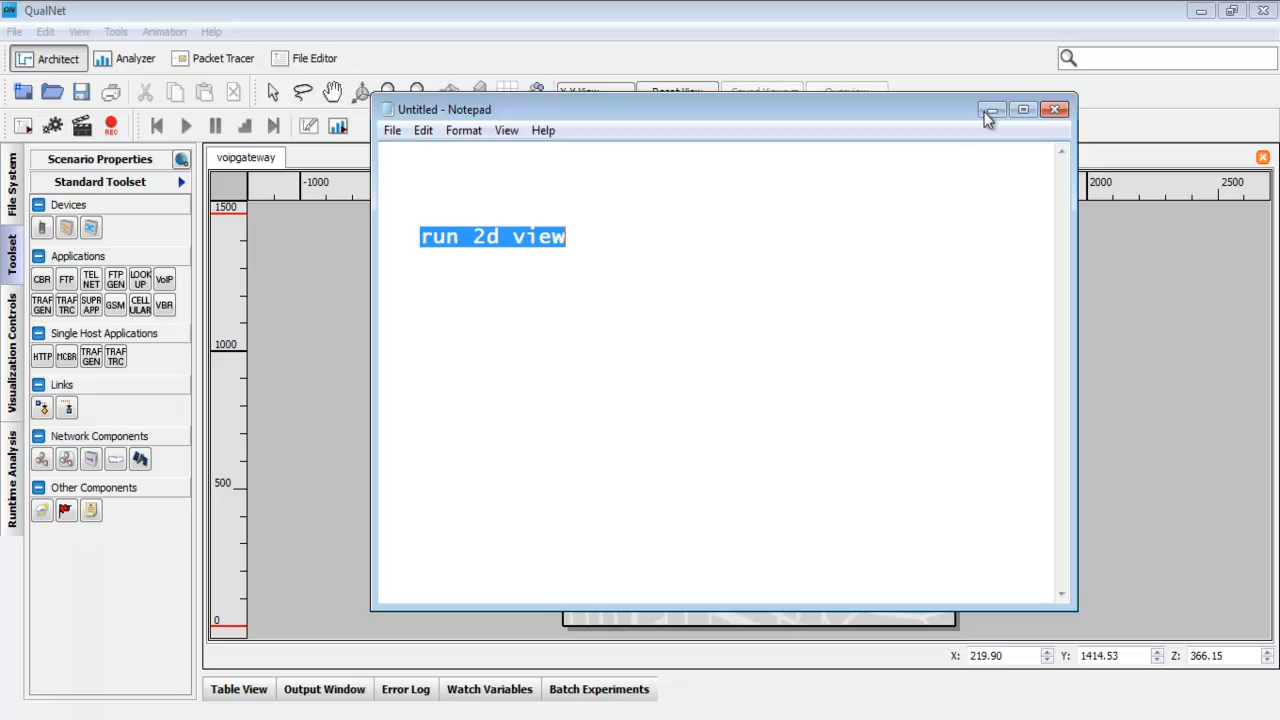 QualNet
File Edit View Tools Animation Help
Architect Analyzer Packet Tracer File Editor
Untitled - Notepad
File Edit Format View Help
run 2d view
File System
Toolset
Visualization Controls
Runtime Analysis
Scenario Properties
Standard Toolset
Devices
Applications
CBR FTP TEL NET FTP GEN LOOK UP VoIP
TRAF GEN TRAF TRC SUPR APP GSM CELL ULAR VBR
Single Host Applications
HTTP MCBR TRAF GEN TRAF TRC
Links
Network Components
Other Components
REC
voipgateway
-1000 2000 2500
1500
1000
500
0
X: 219.90 Y: 1414.53 Z: 366.15
Table View Output Window Error Log Watch Variables Batch Experiments